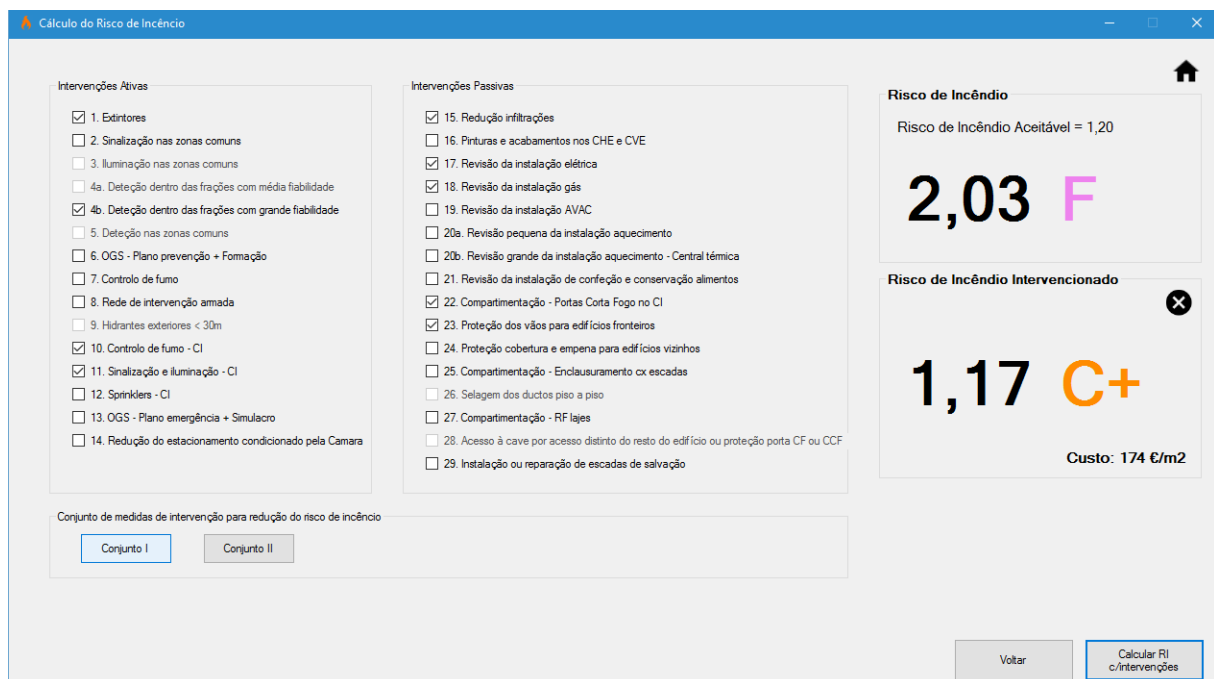 Cálculo do Risco de Incêncio
Intervenções Ativas
1. Extintores
2. Sinalização nas zonas comuns
3. Iluminação nas zonas comuns
4a. Deteção dentro das frações com média fiabilidade
4b. Deteção dentro das frações com grande fiabilidade
5. Deteção nas zonas comuns
6. OGS - Plano prevenção + Formação
7. Controlo de fumo
8. Rede de intervenção armada
9. Hidrantes exteriores < 30m
10. Controlo de fumo - CI
11. Sinalização e iluminação - CI
12. Sprinklers - CI
13. OGS - Plano emergência + Simulacro
14. Redução do estacionamento condicionado pela Camara
Intervenções Passivas
15. Redução infiltrações
16. Pinturas e acabamentos nos CHE e CVE
17. Revisão da instalação elétrica
18. Revisão da instalação gás
19. Revisão da instalação AVAC
20a. Revisão pequena da instalação aquecimento
20b. Revisão grande da instalação aquecimento - Central térmica
21. Revisão da instalação de confeção e conservação alimentos
22. Compartimentação - Portas Corta Fogo no CI
23. Proteção dos vãos para edifícios fronteiros
24. Proteção cobertura e empena para edifícios vizinhos
25. Compartimentação - Enclausuramento cx escadas
26. Selagem dos ductos piso a piso
27. Compartimentação - RF lajes
28. Acesso à cave por acesso distinto do resto do edifício ou proteção porta CF ou CCF
29. Instalação ou reparação de escadas de salvação
Risco de Incêndio
Risco de Incêndio Aceitável = 1,20
2,03 F
Risco de Incêndio Intervencionado
1,17 C+
Custo: 174 €/m2
Conjunto de medidas de intervenção para redução do risco de incêncio
Conjunto I
Conjunto II
Voltar
Calcular RI
c/intervenções